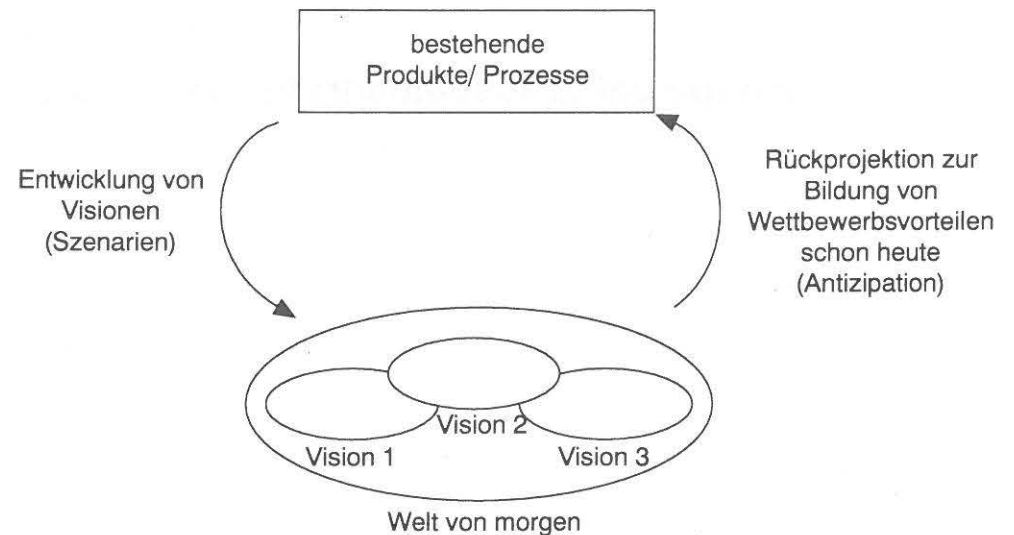 bestehende
Produkte/ Prozesse
Entwicklung von
Visionen
(Szenarien)
Rückprojektion zur
Bildung von
Wettbewerbsvorteilen
schon heute
(Antizipation)
Vision 2
Vision 1
Vision 3
Welt von morgen